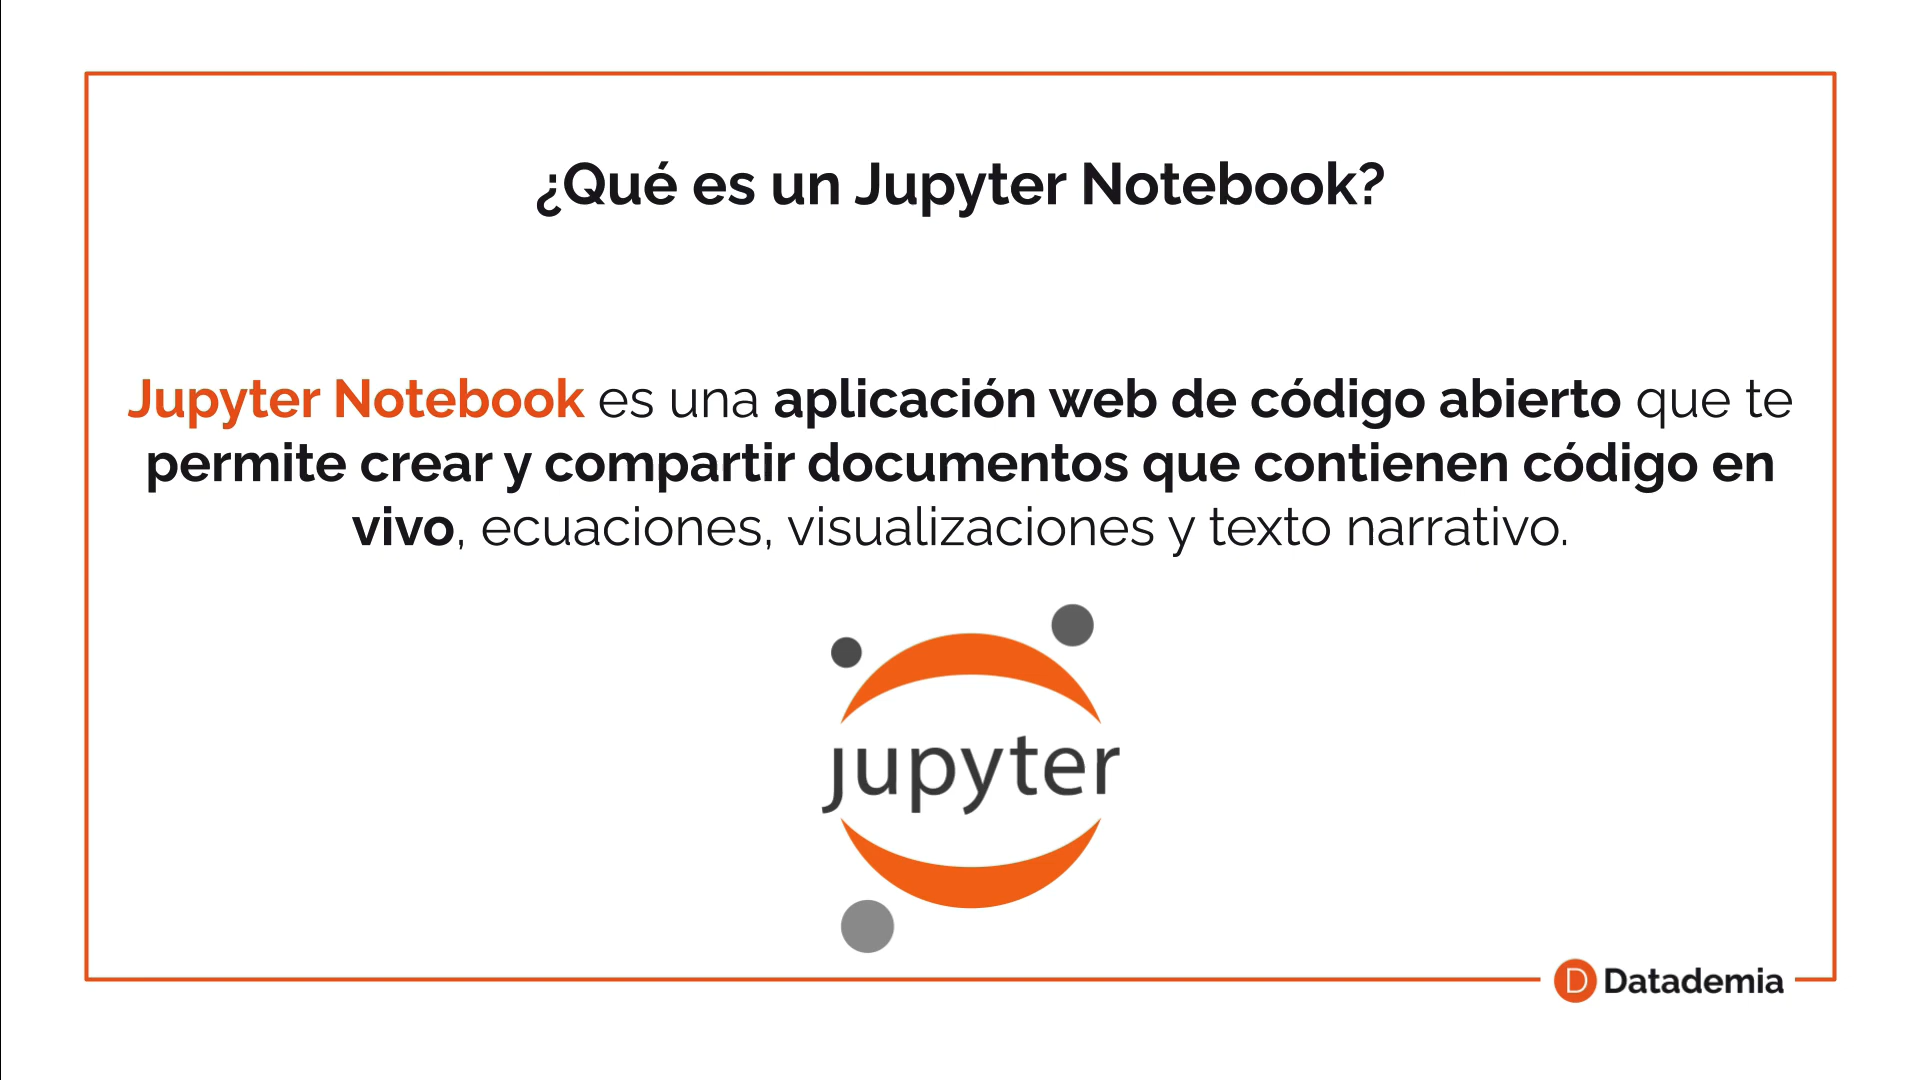 ¿Qué es un Jupyter Notebook?
Jupyter Notebook es una aplicación web de código abierto que te
permite crear y compartir documentos que contienen código en
vivo, ecuaciones, visualizaciones y texto narrativo.
jupyter
D Datademia